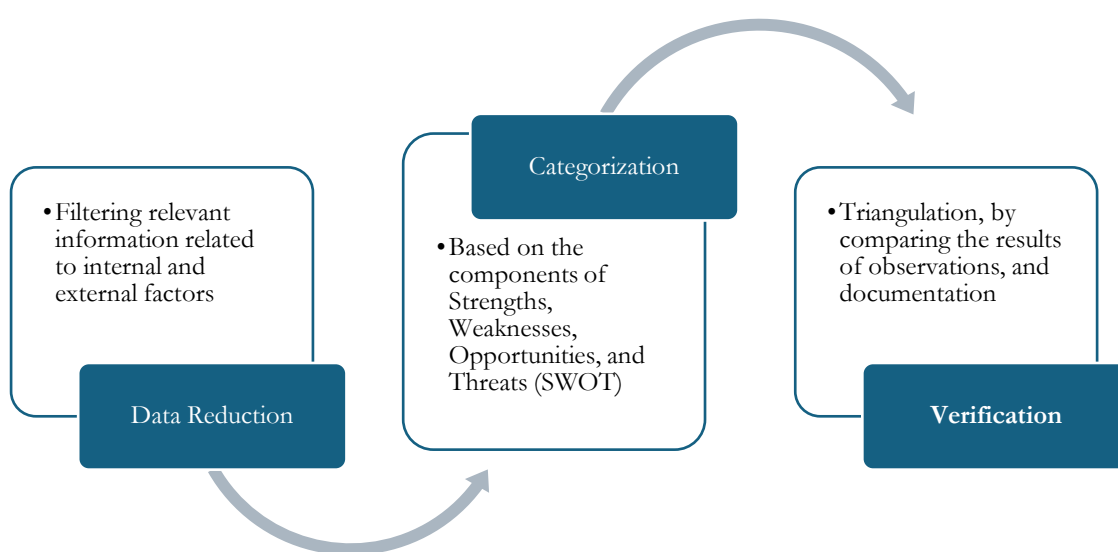 •Filtering relevant
information related
to internal and
external factors
Data Reduction
Categorization
•Based on the
components of
Strengths,
Weaknesses,
Opportunities, and
Threats (SWOT)
•Triangulation, by
comparing the results
of observations, and
documentation
Verification